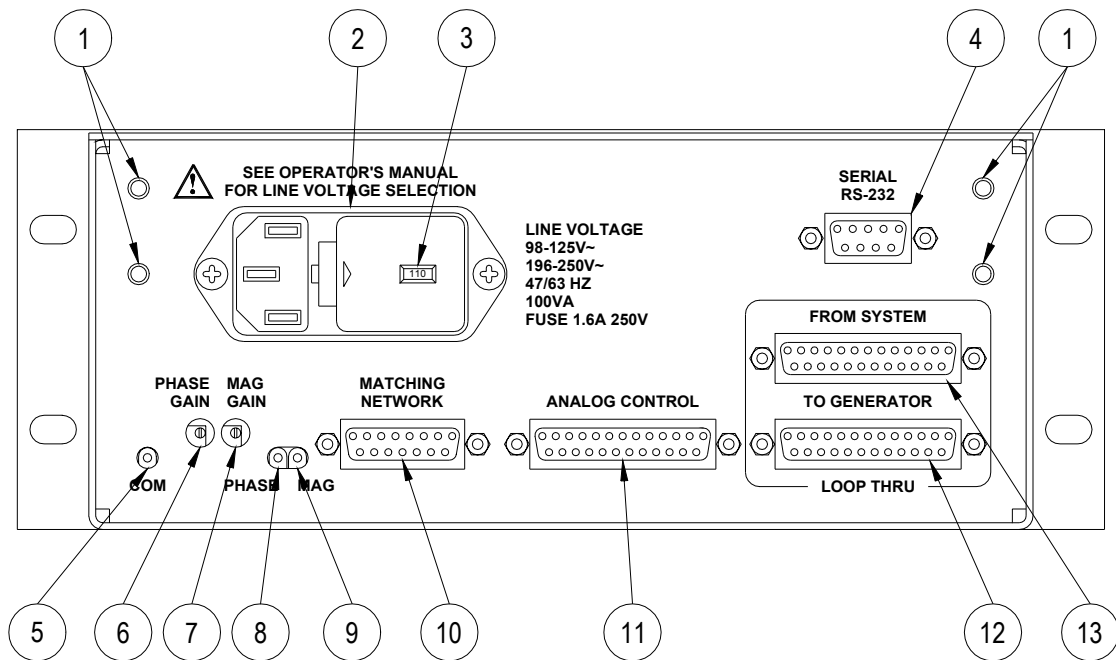 1
2
3
4
1
SEE OPERATOR'S MANUAL
FOR LINE VOLTAGE SELECTION
SERIAL
RS-232
LINE VOLTAGE
98-125V~
196-250V~
47/63 HZ
100VA
FUSE 1.6A 250V
110
FROM SYSTEM
PHASE
GAIN
MAG
GAIN
MATCHING
NETWORK
ANALOG CONTROL
TO GENERATOR
COM
PHASE
MAG
LOOP THRU
5
6
7
8
9
10
11
12
13